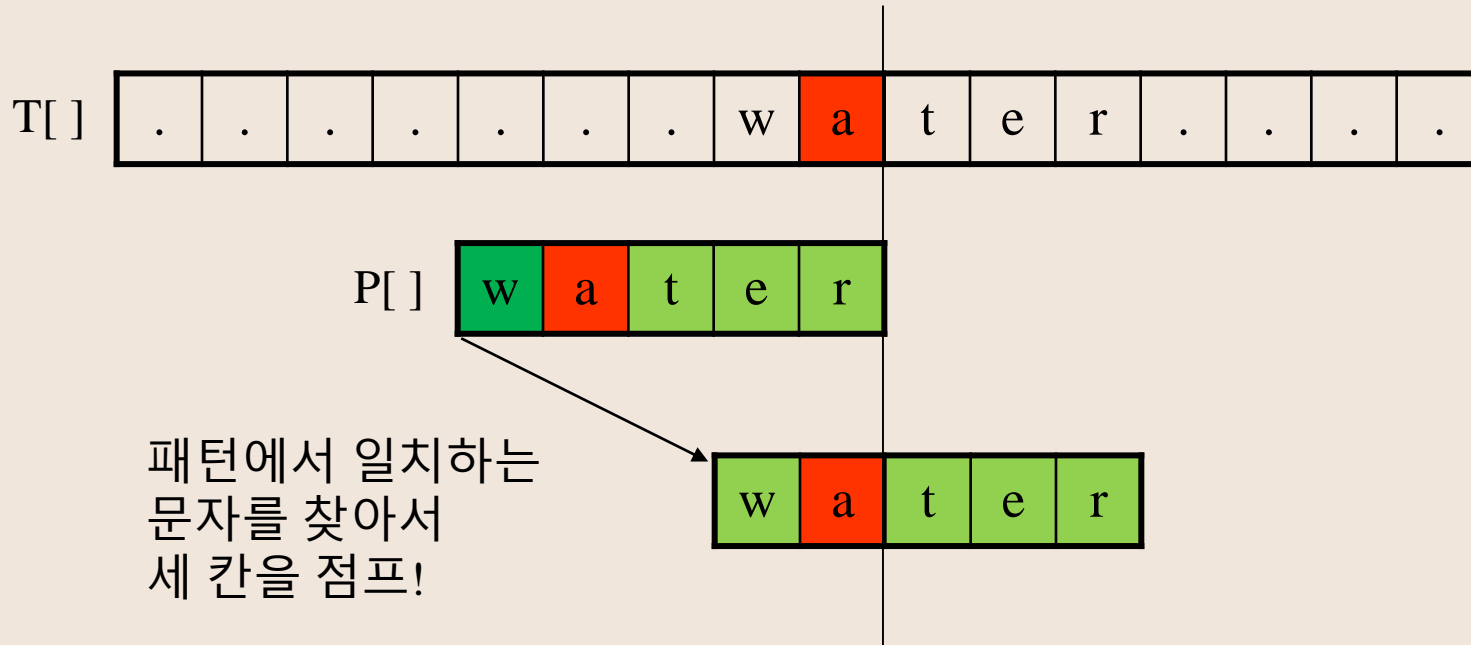 T[ ] . . . . . . . w a t e r . . . .
P[ ] w a t e r
패턴에서 일치하는
문자를 찾아서
세 칸을 점프!
w a t e r